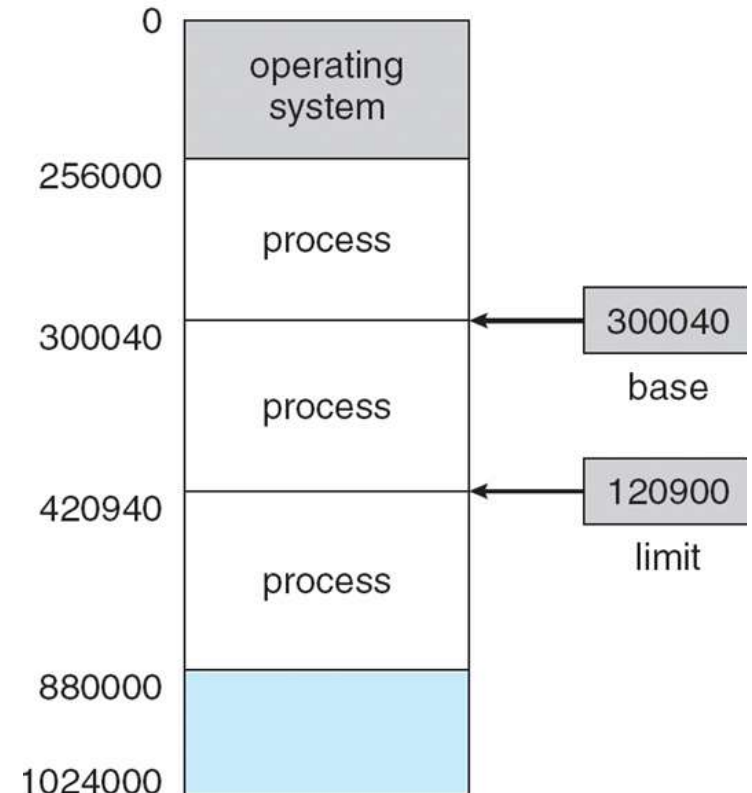 0
operating
system
256000
process
300040
300040
base
process
420940
120900
limit
process
880000
1024000